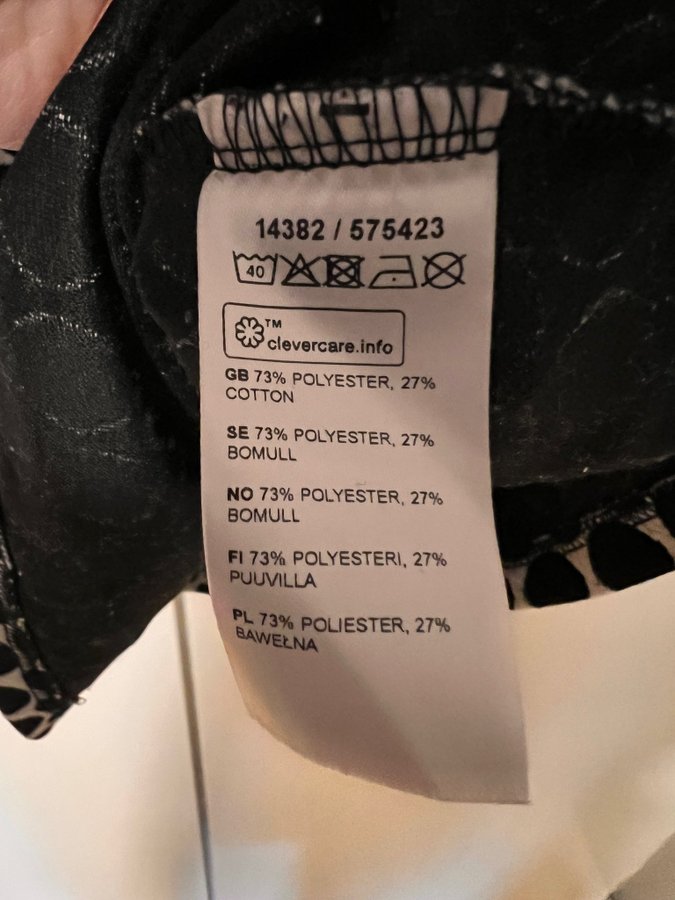 14382 / 575423
40
TM
clevercare.info
GB 73% POLYESTER, 27%
COTTON
SE 73% POLYESTER, 27%
BOMULL
NO 73% POLYESTER, 27%
BOMULL
FI 73% POLYESTERI, 27%
PUUVILLA
PL 73% POLIESTER, 27%
BAWEŁNA